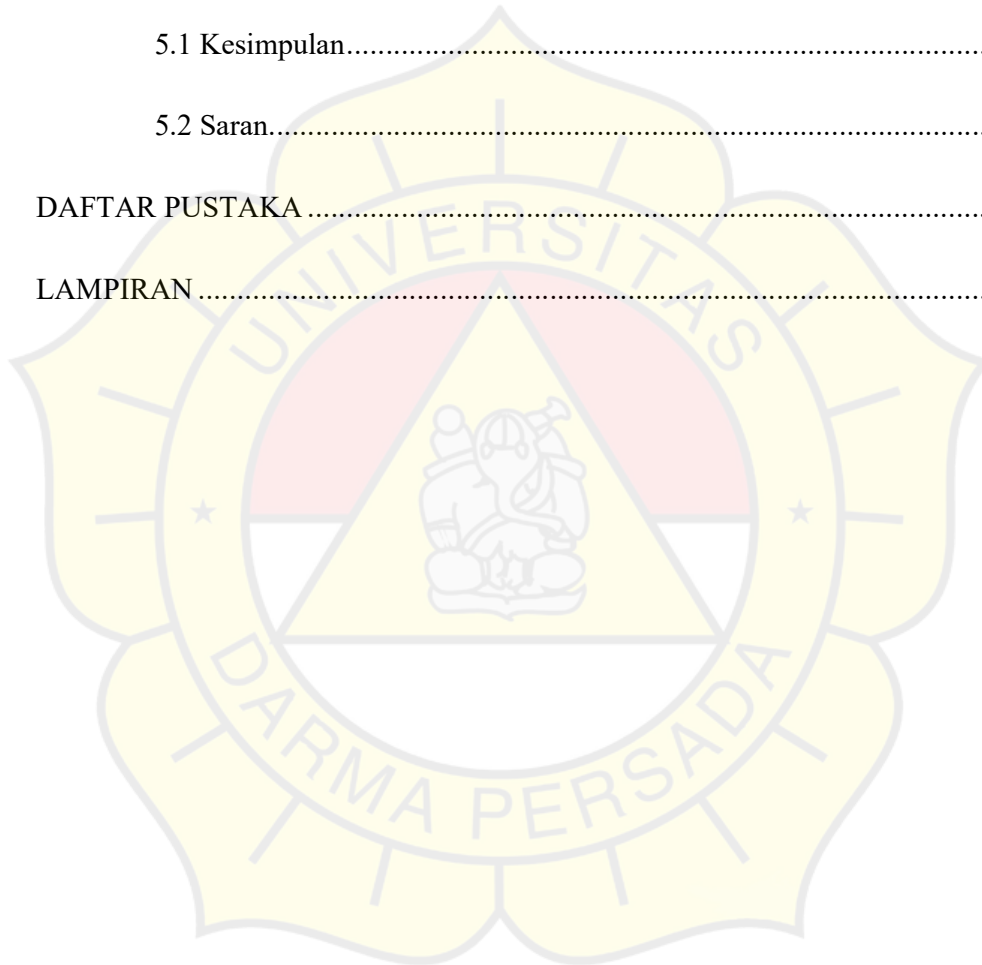 5.1 Kesimpulan..........................................................................................
5.2 Saran....................................................................................................
DAFTAR PUSTAKA ......................................................................................
LAMPIRAN ....................................................................................................
UNIVERSITAS
DARMA PERSADA